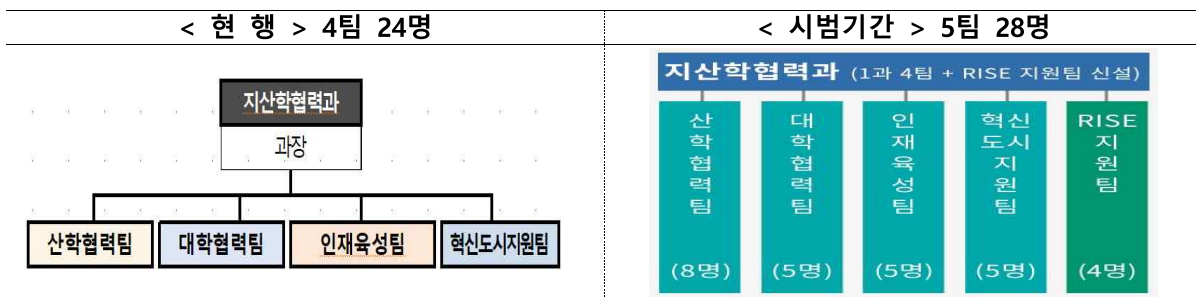 < 현 행 > 4팀 24명
< 시범기간 > 5팀 28명
지산학협력과
과장
산학협력팀
대학협력팀
인재육성팀
혁신도시지원팀
지산학협력과 (1과 4팀 + RISE 지원팀 신설)
산학협력팀
(8명)
대학협력팀
(5명)
인재육성팀
(5명)
혁신도시지원팀
(5명)
RISE지원팀
(4명)